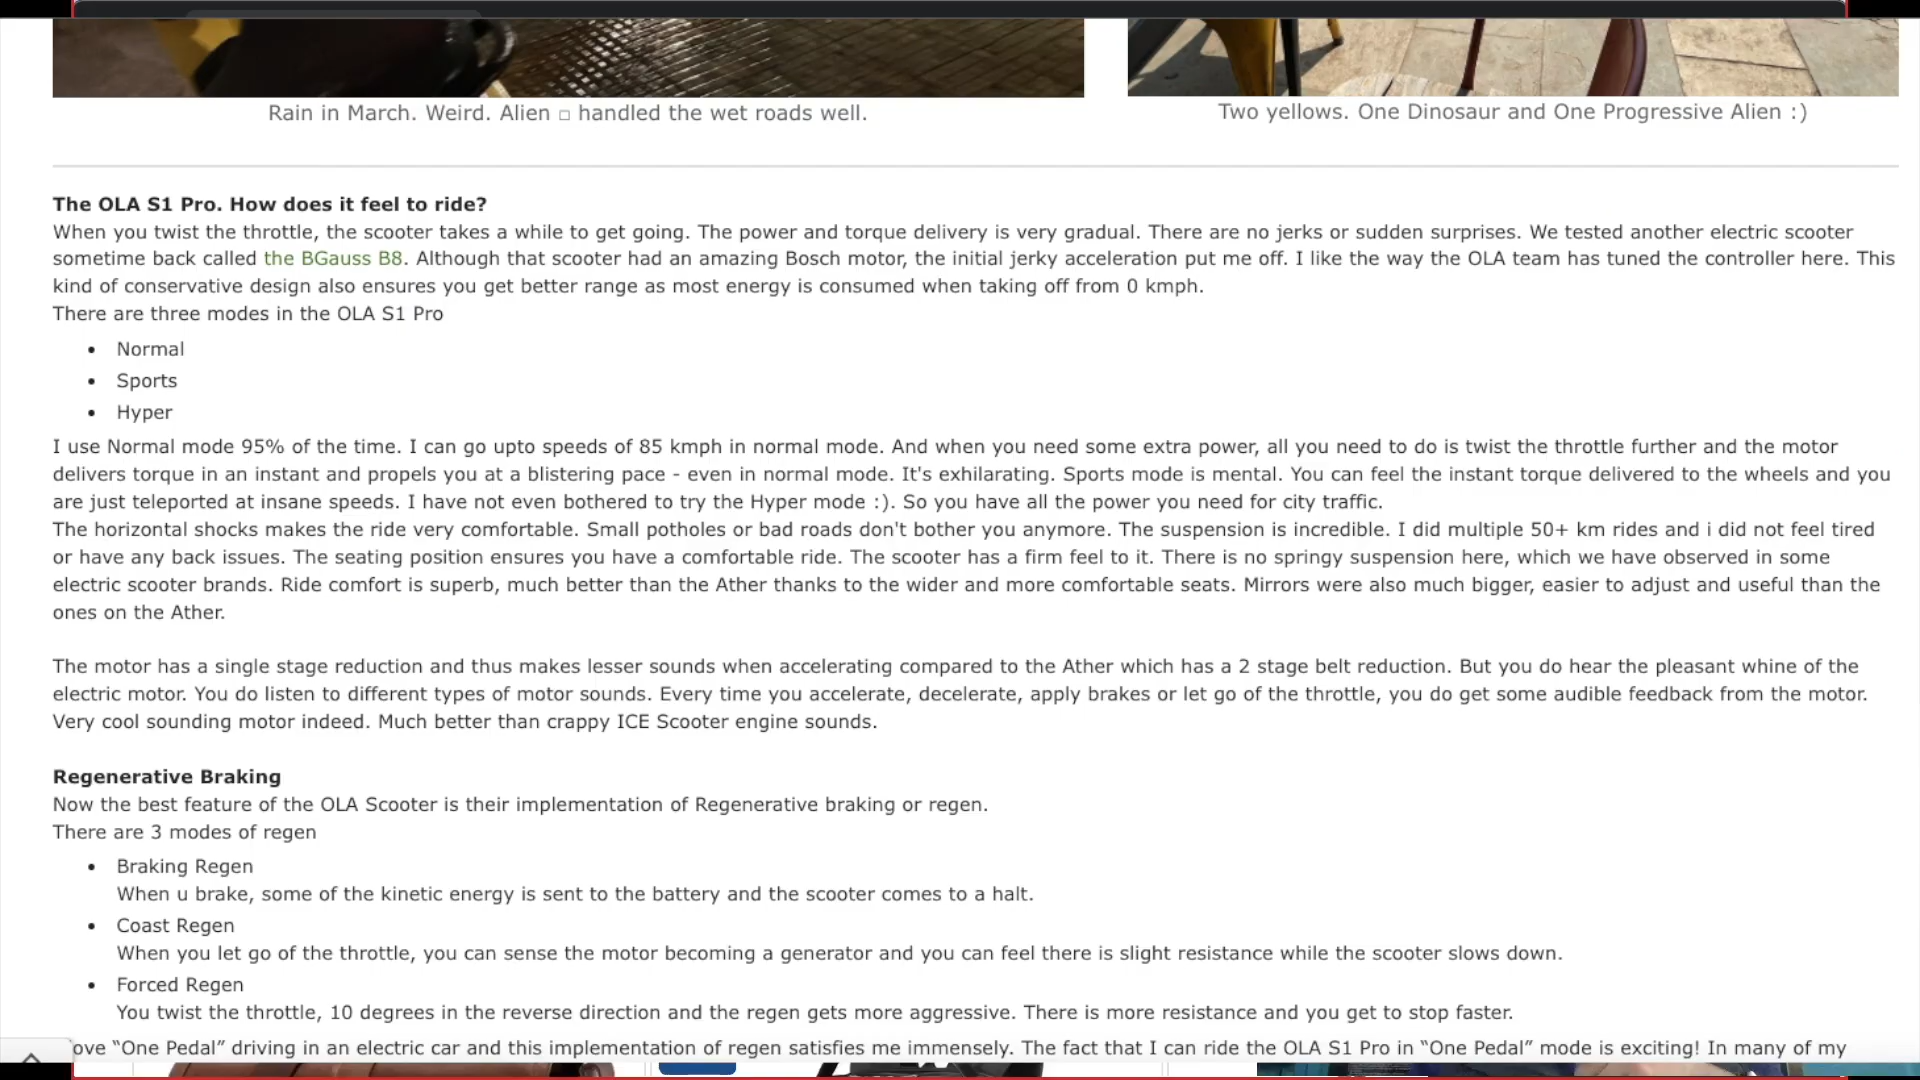 Rain in March. Weird. Alien □ handled the wet roads well.
Two yellows. One Dinosaur and One Progressive Alien :)
The OLA S1 Pro. How does it feel to ride?
When you twist the throttle, the scooter takes a while to get going. The power and torque delivery is very gradual. There are no jerks or sudden surprises. We tested another electric scooter
sometime back called the BGauss B8. Although that scooter had an amazing Bosch motor, the initial jerky acceleration put me off. I like the way the OLA team has tuned the controller here. This
kind of conservative design also ensures you get better range as most energy is consumed when taking off from 0 kmph.
There are three modes in the OLA S1 Pro
• Normal
• Sports
• Hyper
I use Normal mode 95% of the time. I can go upto speeds of 85 kmph in normal mode. And when you need some extra power, all you need to do is twist the throttle further and the motor
delivers torque in an instant and propels you at a blistering pace - even in normal mode. It's exhilarating. Sports mode is mental. You can feel the instant torque delivered to the wheels and you
are just teleported at insane speeds. I have not even bothered to try the Hyper mode :). So you have all the power you need for city traffic.
The horizontal shocks makes the ride very comfortable. Small potholes or bad roads don't bother you anymore. The suspension is incredible. I did multiple 50+ km rides and i did not feel tired
or have any back issues. The seating position ensures you have a comfortable ride. The scooter has a firm feel to it. There is no springy suspension here, which we have observed in some
electric scooter brands. Ride comfort is superb, much better than the Ather thanks to the wider and more comfortable seats. Mirrors were also much bigger, easier to adjust and useful than the
ones on the Ather.
The motor has a single stage reduction and thus makes lesser sounds when accelerating compared to the Ather which has a 2 stage belt reduction. But you do hear the pleasant whine of the
electric motor. You do listen to different types of motor sounds. Every time you accelerate, decelerate, apply brakes or let go of the throttle, you do get some audible feedback from the motor.
Very cool sounding motor indeed. Much better than crappy ICE Scooter engine sounds.
Regenerative Braking
Now the best feature of the OLA Scooter is their implementation of Regenerative braking or regen.
There are 3 modes of regen
• Braking Regen
When u brake, some of the kinetic energy is sent to the battery and the scooter comes to a halt.
• Coast Regen
When you let go of the throttle, you can sense the motor becoming a generator and you can feel there is slight resistance while the scooter slows down.
• Forced Regen
You twist the throttle, 10 degrees in the reverse direction and the regen gets more aggressive. There is more resistance and you get to stop faster.
ove “One Pedal” driving in an electric car and this implementation of regen satisfies me immensely. The fact that I can ride the OLA S1 Pro in “One Pedal” mode is exciting! In many of my